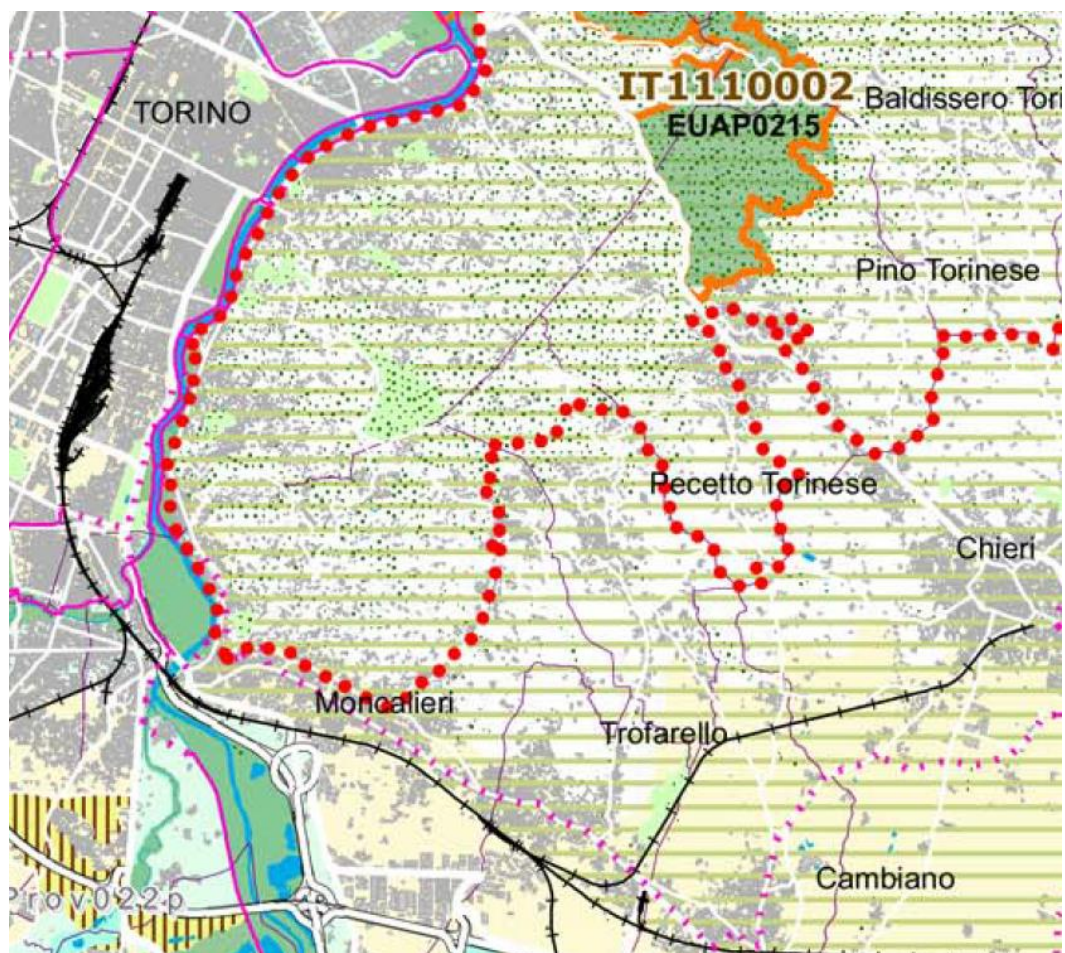 TORINO
IT1110002
EUAP0215
Baldissero Tori
Pino Torinese
Pecetto Torinese
Chieri
Moncalieri
Trofarello
Cambiano
Prov022p